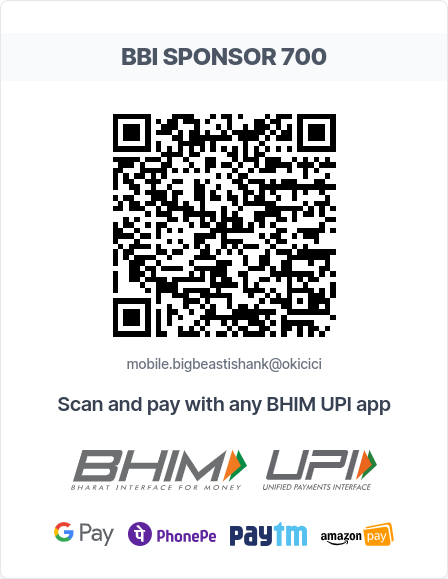 BBI SPONSOR 700
mobile.bigbeastishank@okicici
Scan and pay with any BHIM UPI app
BHIM UPI
BHARAT INTERFACE FOR MONEY UNIFIED PAYMENTS INTERFACE
G Pay PhonePe paytm amazon pay